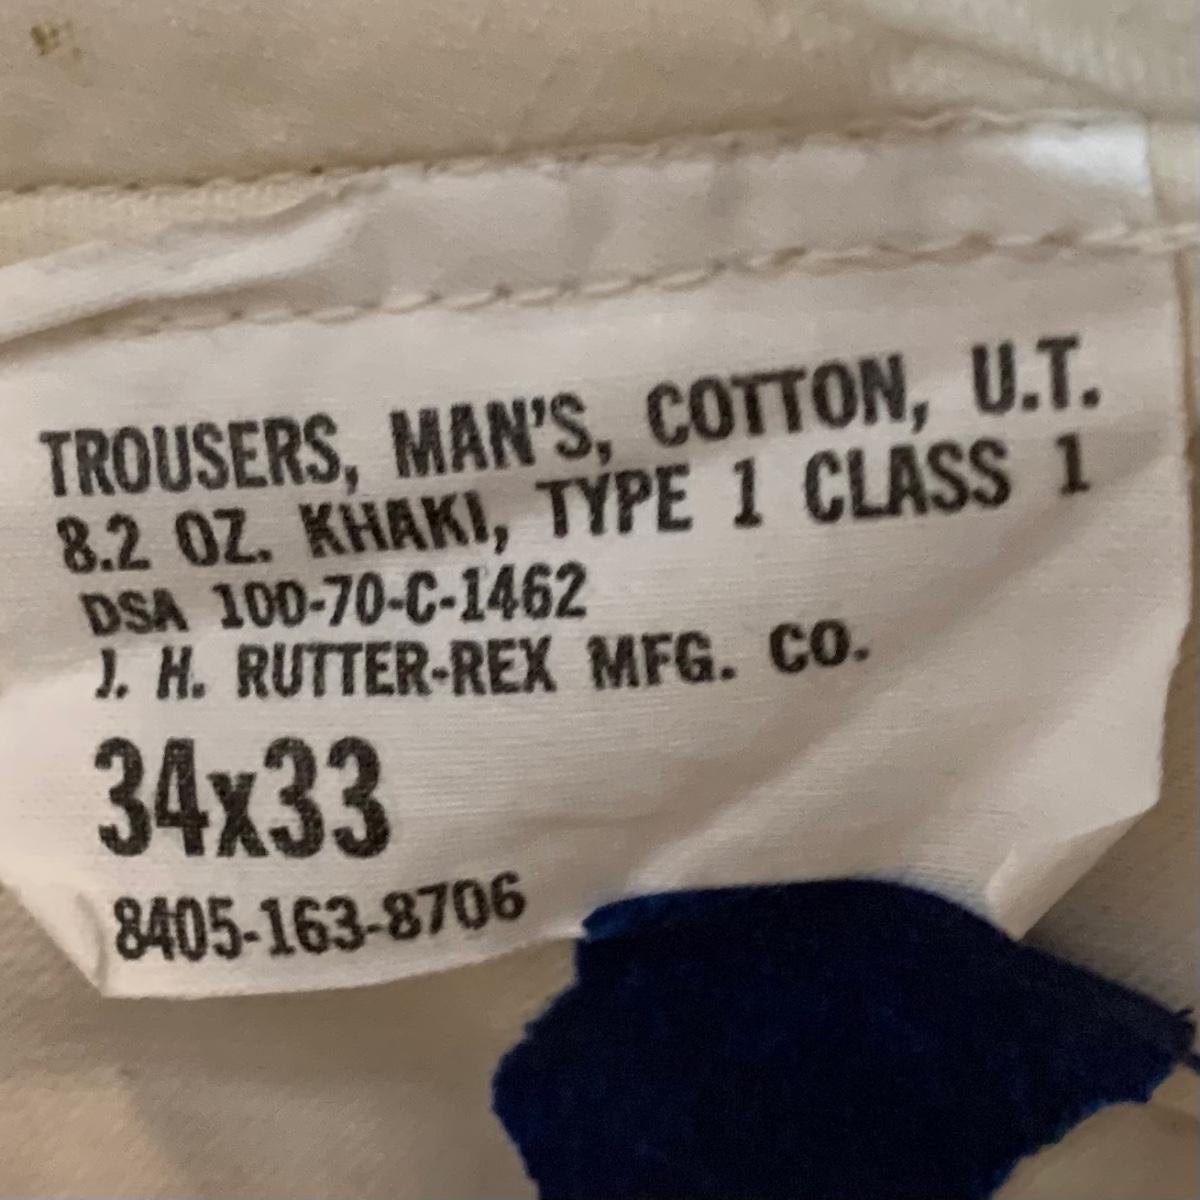 TROUSERS, MAN'S, COTTON, U.T.
8.2 OZ. KHAKI, TYPE 1 CLASS 1
DSA 100-70-C-1462
J. H. RUTTER-REX MFG. CO.
34x33
8405-163-8706